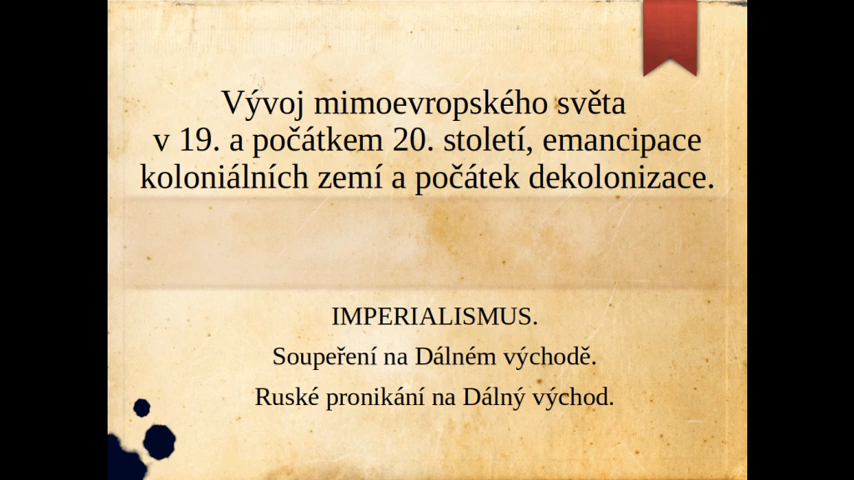 Vývoj mimoevropského světa
v 19. a počátkem 20. století, emancipace
koloniálních zemí a počátek dekolonizace.
IMPERIALISMUS.
Soupeření na Dálném východě.
Ruské pronikání na Dálný východ.